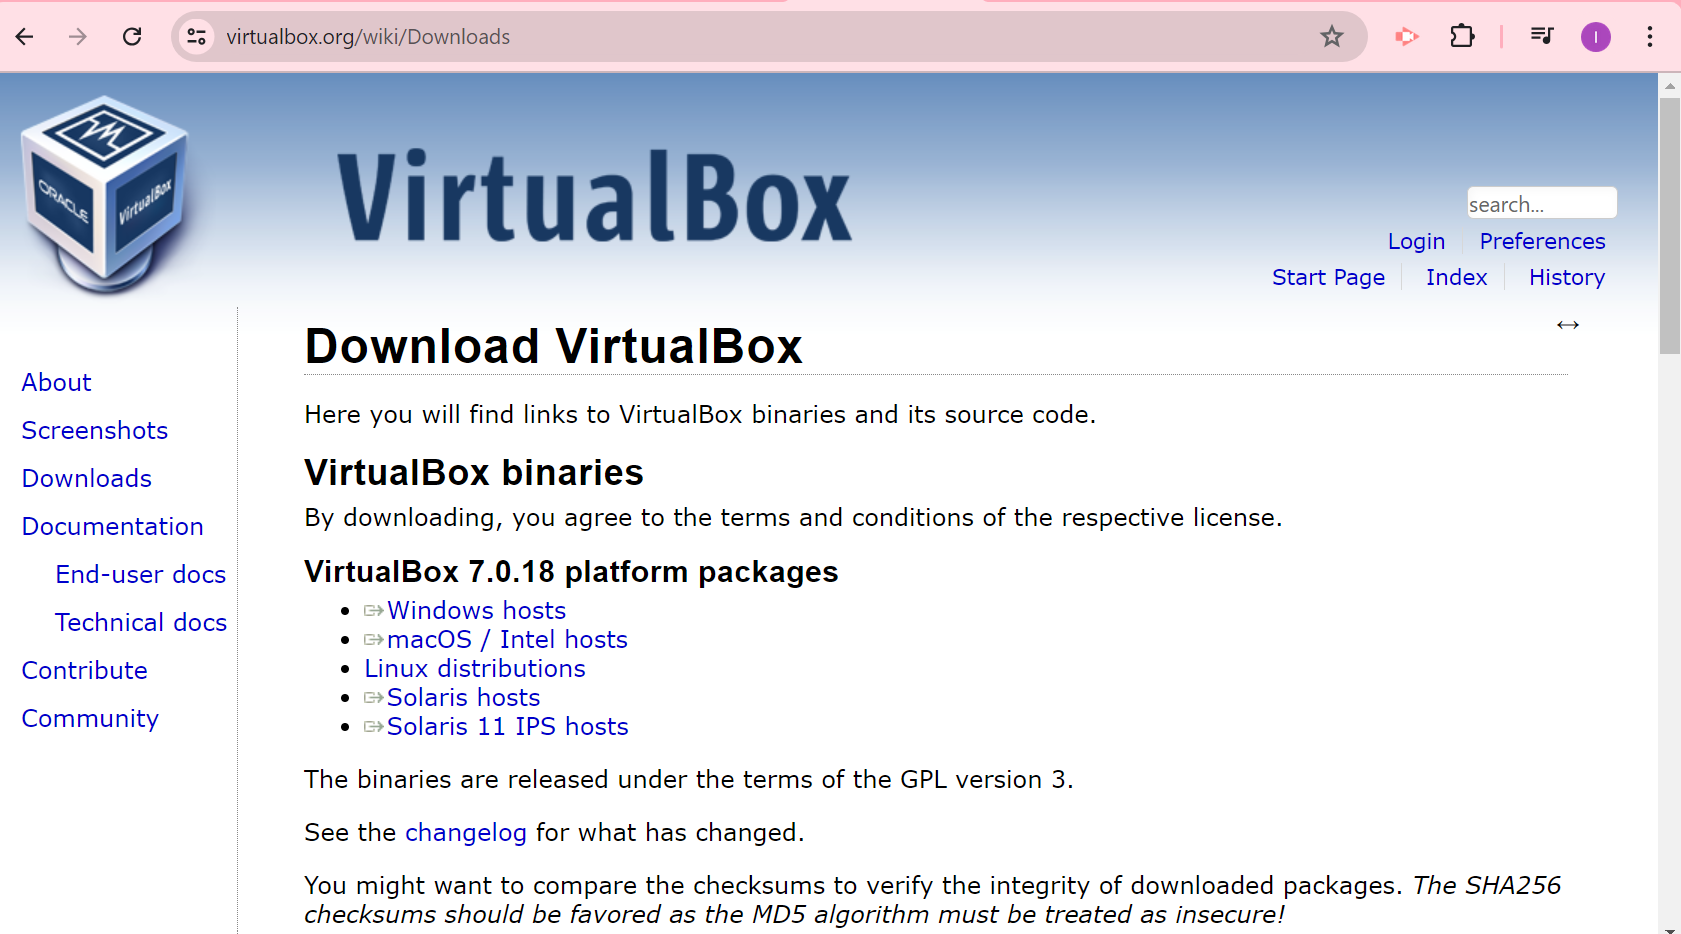 virtualbox.org/wiki/Downloads
I
ORACLE
VirtualBox
VirtualBox
search...
Login
Preferences
Start Page
Index
History
About
Screenshots
Downloads
Documentation
End-user docs
Technical docs
Contribute
Community
Download VirtualBox
Here you will find links to VirtualBox binaries and its source code.
VirtualBox binaries
By downloading, you agree to the terms and conditions of the respective license.
VirtualBox 7.0.18 platform packages
Windows hosts
macOS / Intel hosts
Linux distributions
Solaris hosts
Solaris 11 IPS hosts
The binaries are released under the terms of the GPL version 3.
See the changelog for what has changed.
You might want to compare the checksums to verify the integrity of downloaded packages. The SHA256
checksums should be favored as the MD5 algorithm must be treated as insecure!